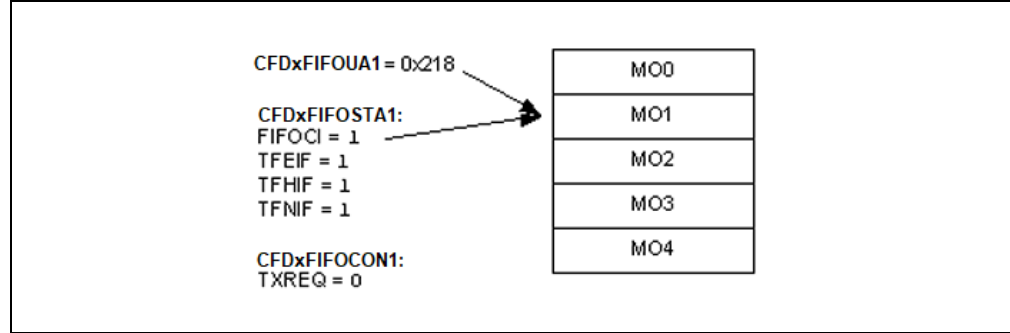 CFDxFIFOUA1 = 0x218
CFDxFIFOSTA1:
FIFOCI = 1
TFEIF = 1
TFHIF = 1
TFNIF = 1
CFDxFIFOCON1:
TXREQ = 0
MO0
MO1
MO2
MO3
MO4